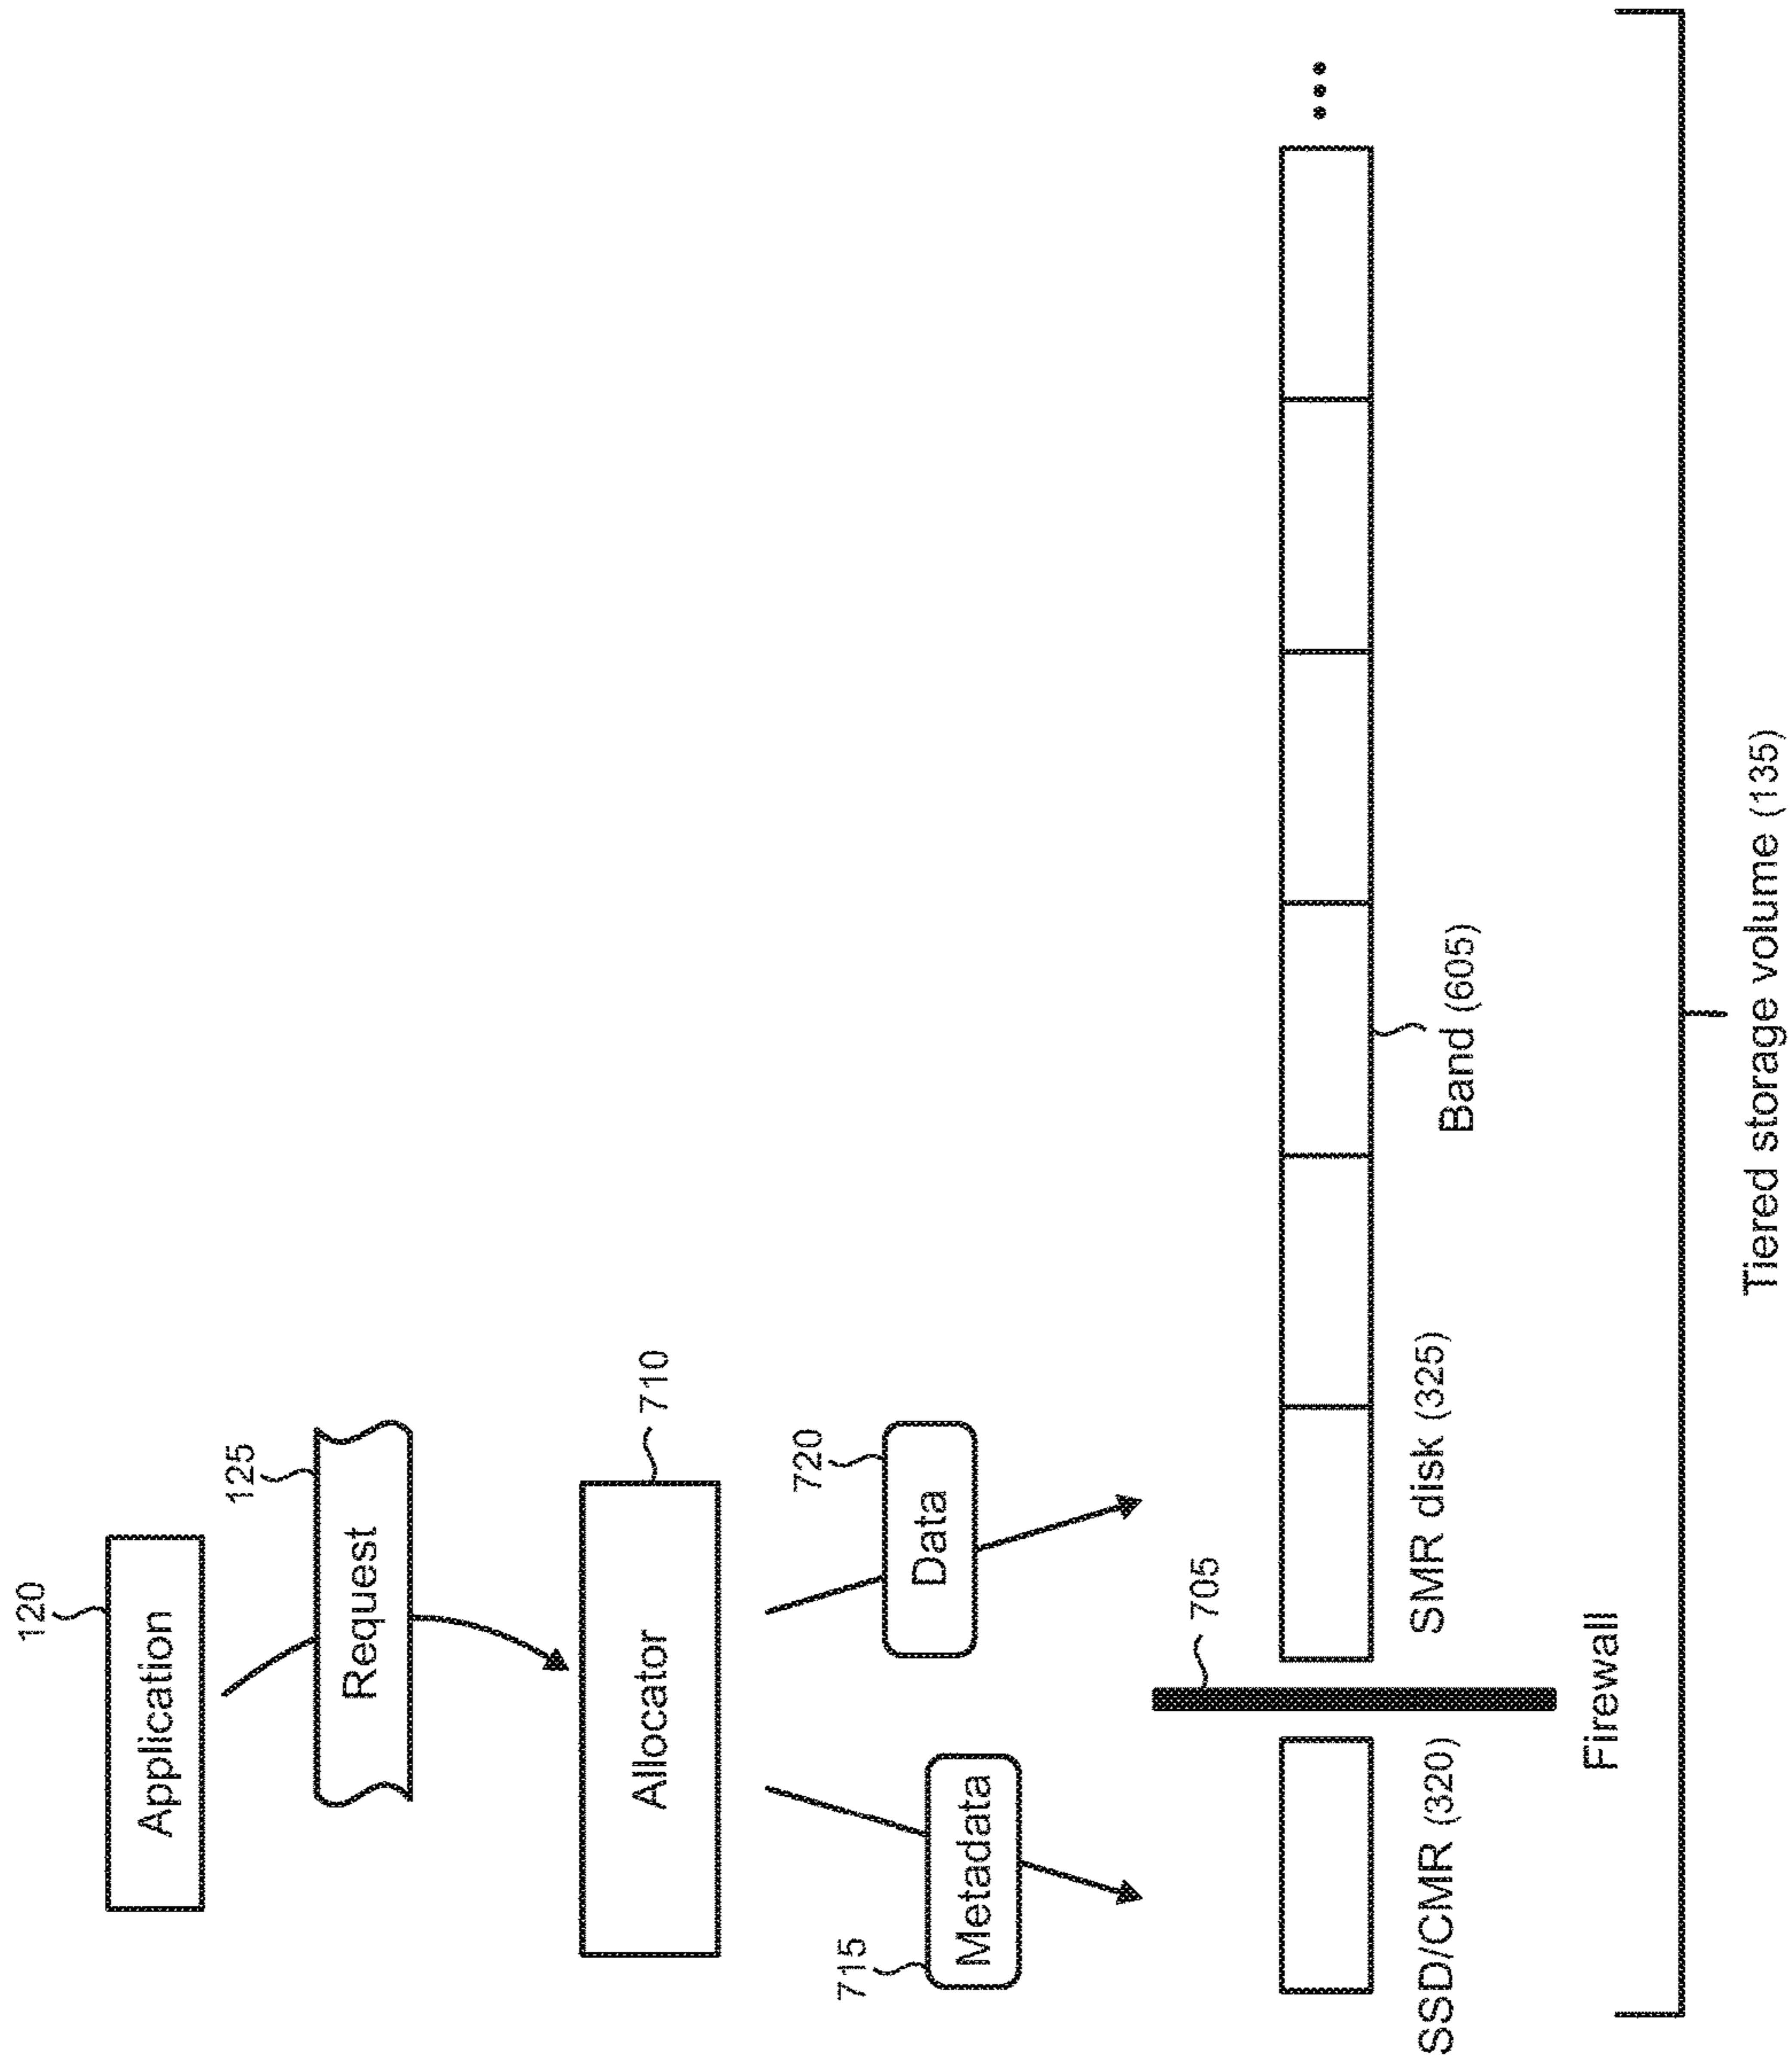 120
Application
125
Request
Allocator
710
715
Metadata
720
Data
705
SSD/CMR (320)
SMR disk (325)
Band (605)
Firewall
Tiered storage volume (135)